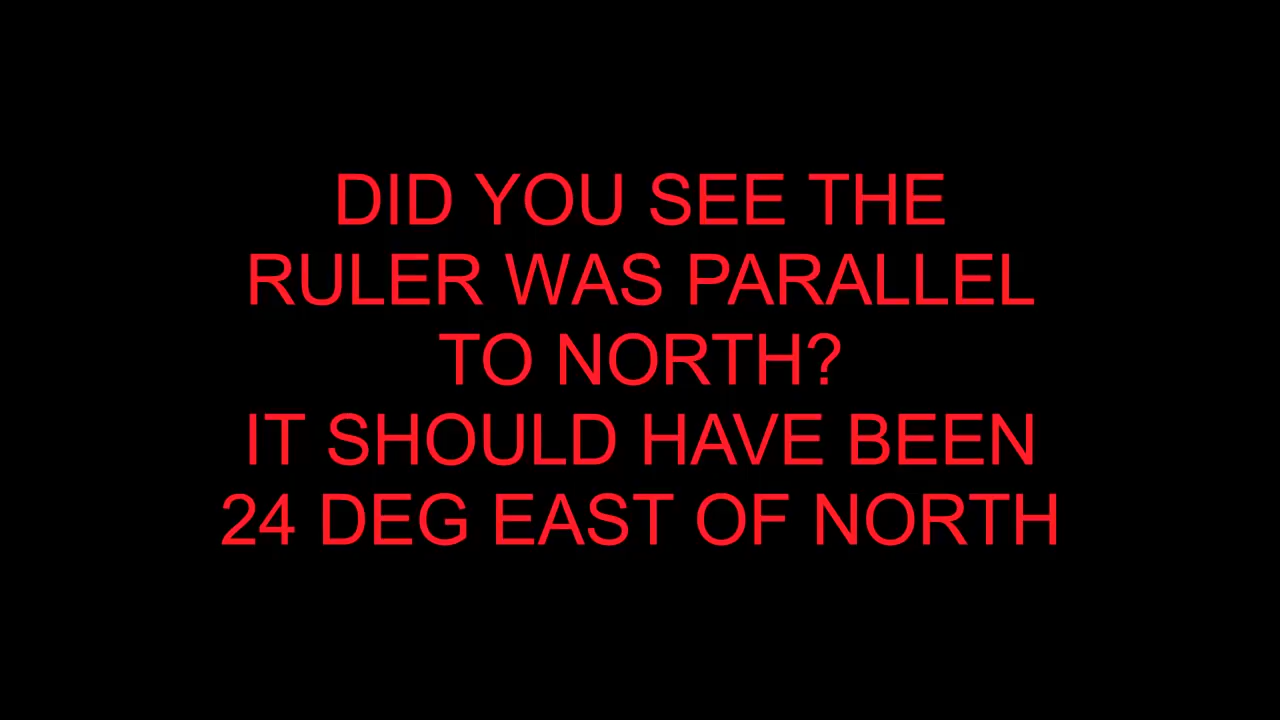 DID YOU SEE THE
RULER WAS PARALLEL
TO NORTH?
IT SHOULD HAVE BEEN
24 DEG EAST OF NORTH